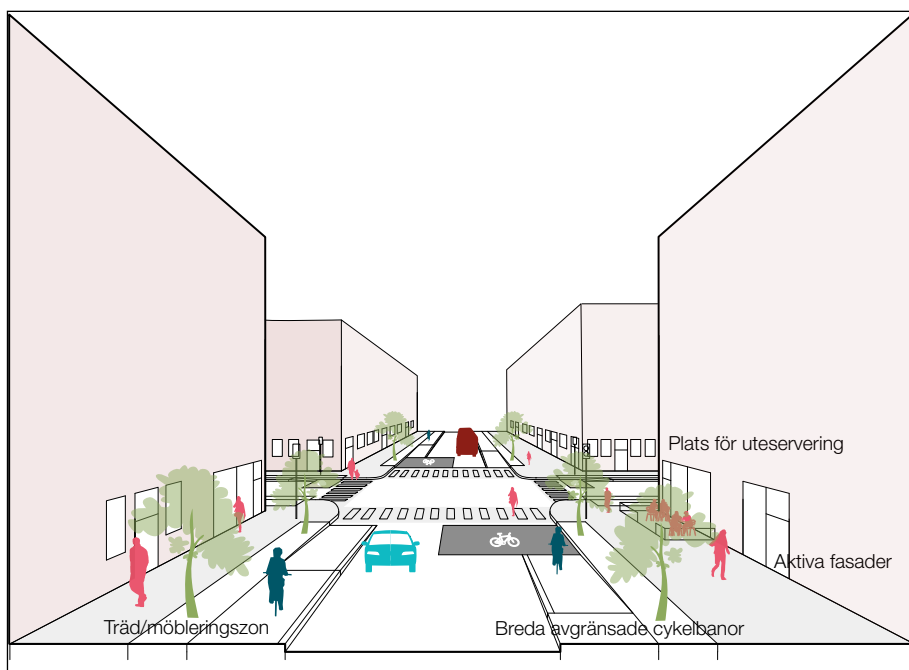 Plats för uteservering
Aktiva fasader
Träd/möbleringszon
Breda avgränsade cykelbanor